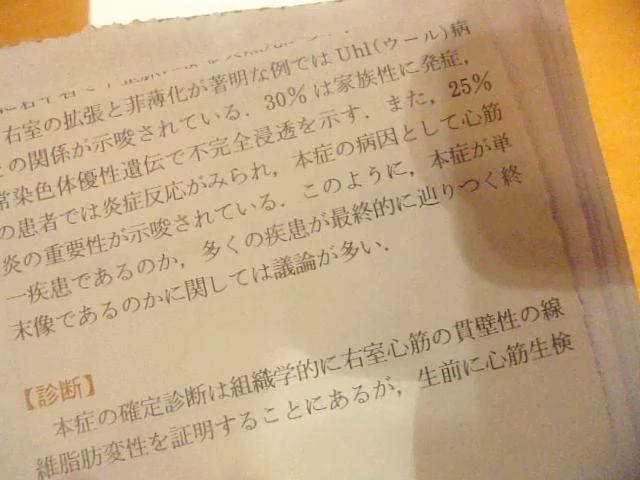 右室の拡張と菲薄化が著明な例ではUhl(ウール)病
の関係が示唆されている．30%は家族性に発症，
常染色体優性遺伝で不完全浸透を示す．また，25%
の患者では炎症反応がみられ，本症の病因として心筋
炎の重要性が示唆されている．このように，本症が単
一疾患であるのか，多くの疾患が最終的に辿りつく終
末像であるのかに関しては議論が多い．
【診断】
本症の確定診断は組織学的に右室心筋の貫壁性の線
維脂肪変性を証明することにあるが，生前に心筋生検